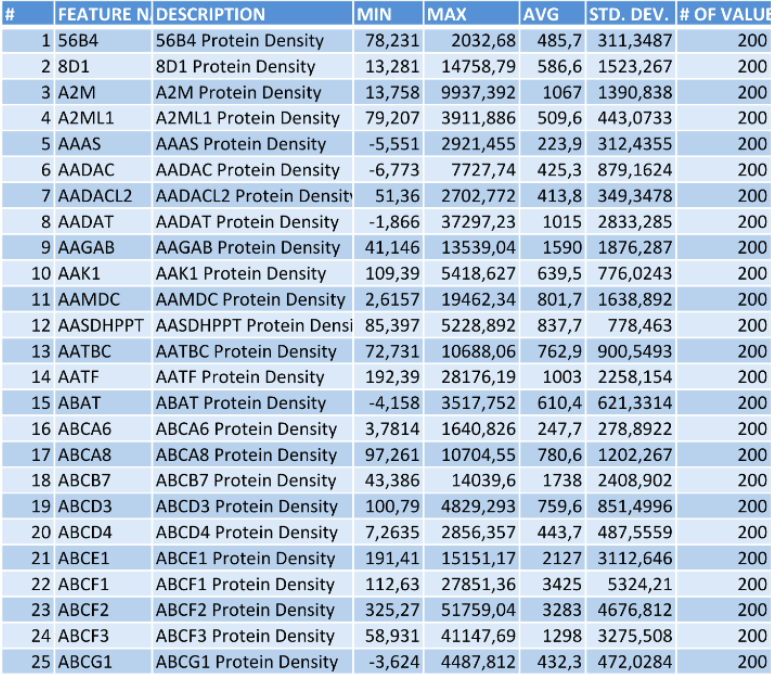 # FEATURE N. DESCRIPTION MIN MAX AVG STD. DEV. # OF VALUE
1 56B4 56B4 Protein Density 78,231 2032,68 485,7 311,3487 200
2 8D1 8D1 Protein Density 13,281 14758,79 586,6 1523,267 200
3 A2M A2M Protein Density 13,758 9937,392 1067 1390,838 200
4 A2ML1 A2ML1 Protein Density 79,207 3911,886 509,6 443,0733 200
5 AAAS AAAS Protein Density -5,551 2921,455 223,9 312,4355 200
6 AADAC AADAC Protein Density -6,773 7727,74 425,3 879,1624 200
7 AADACL2 AADACL2 Protein Density 51,36 2702,772 413,8 349,3478 200
8 AADAT AADAT Protein Density -1,866 37297,23 1015 2833,285 200
9 AAGAB AAGAB Protein Density 41,146 13539,04 1590 1876,287 200
10 AAK1 AAK1 Protein Density 109,39 5418,627 639,5 776,0243 200
11 AAMDC AAMDC Protein Density 2,6157 19462,34 801,7 1638,892 200
12 AASDHPPT AASDHPPT Protein Densi 85,397 5228,892 837,7 778,463 200
13 AATBC AATBC Protein Density 72,731 10688,06 762,9 900,5493 200
14 AATF AATF Protein Density 192,39 28176,19 1003 2258,154 200
15 ABAT ABAT Protein Density -4,158 3517,752 610,4 621,3314 200
16 ABCA6 ABCA6 Protein Density 3,7814 1640,826 247,7 278,8922 200
17 ABCA8 ABCA8 Protein Density 97,261 10704,55 780,6 1202,267 200
18 ABCB7 ABCB7 Protein Density 43,386 14039,6 1738 2408,902 200
19 ABCD3 ABCD3 Protein Density 100,79 4829,293 759,6 851,4996 200
20 ABCD4 ABCD4 Protein Density 7,2635 2856,357 443,7 487,5559 200
21 ABCE1 ABCE1 Protein Density 191,41 15151,17 2127 3112,646 200
22 ABCF1 ABCF1 Protein Density 112,63 27851,36 3425 5324,21 200
23 ABCF2 ABCF2 Protein Density 325,27 51759,04 3283 4676,812 200
24 ABCF3 ABCF3 Protein Density 58,931 41147,69 1298 3275,508 200
25 ABCG1 ABCG1 Protein Density -3,624 4487,812 432,3 472,0284 200